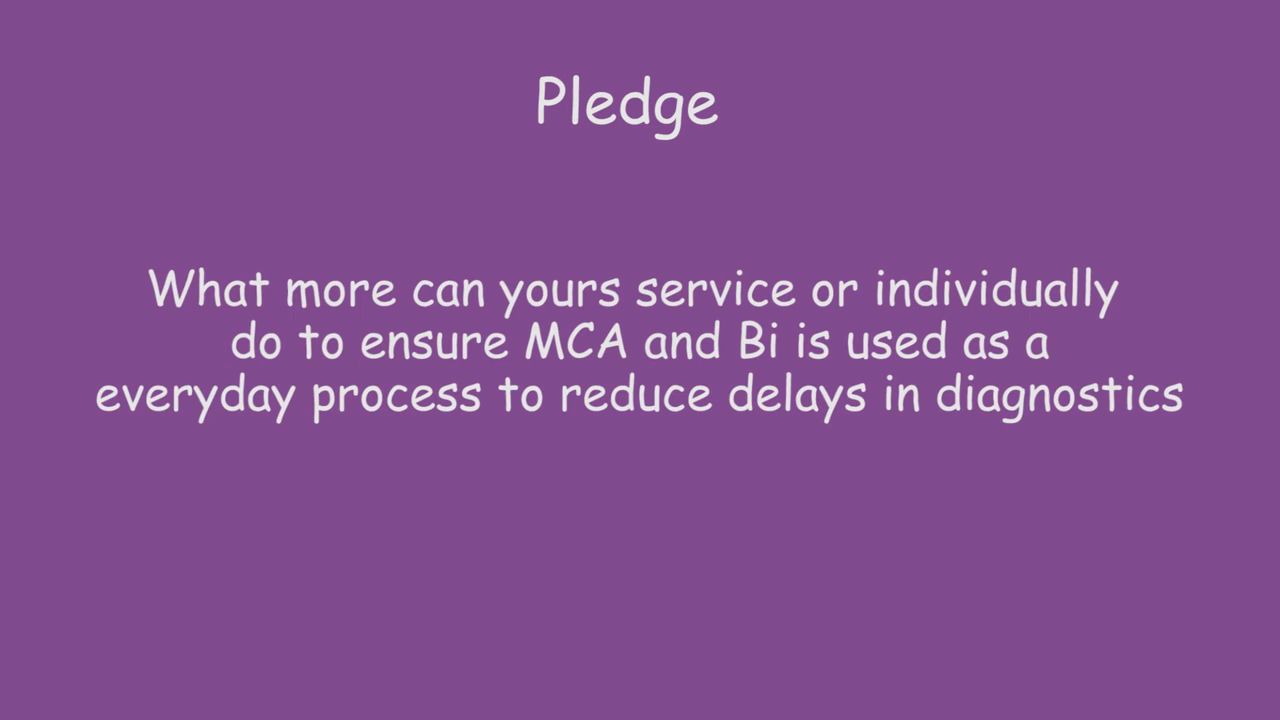 Pledge
What more can yours service or individually
do to ensure MCA and Bi is used as a
everyday process to reduce delays in diagnostics